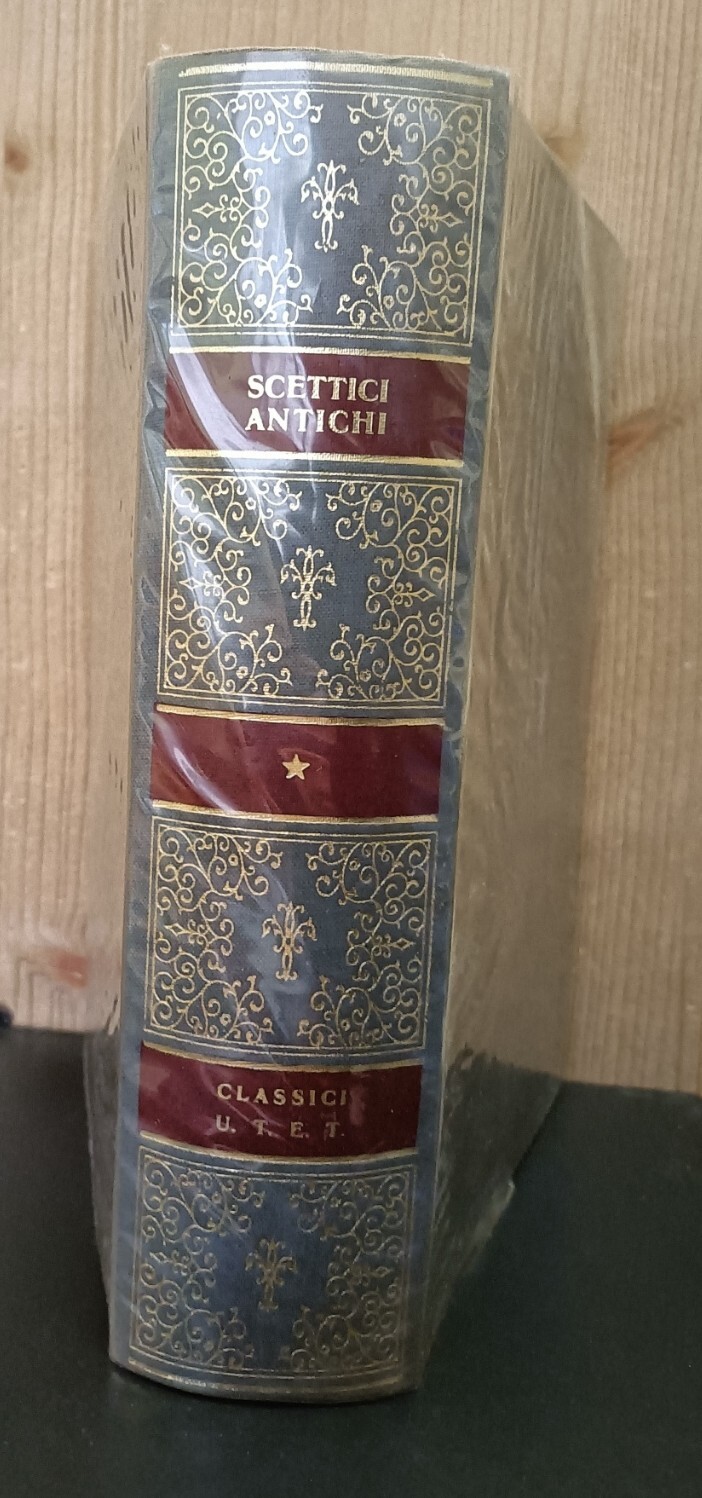 SCETTICI
ANTICHI
CLASSICI
U. T. E. T.